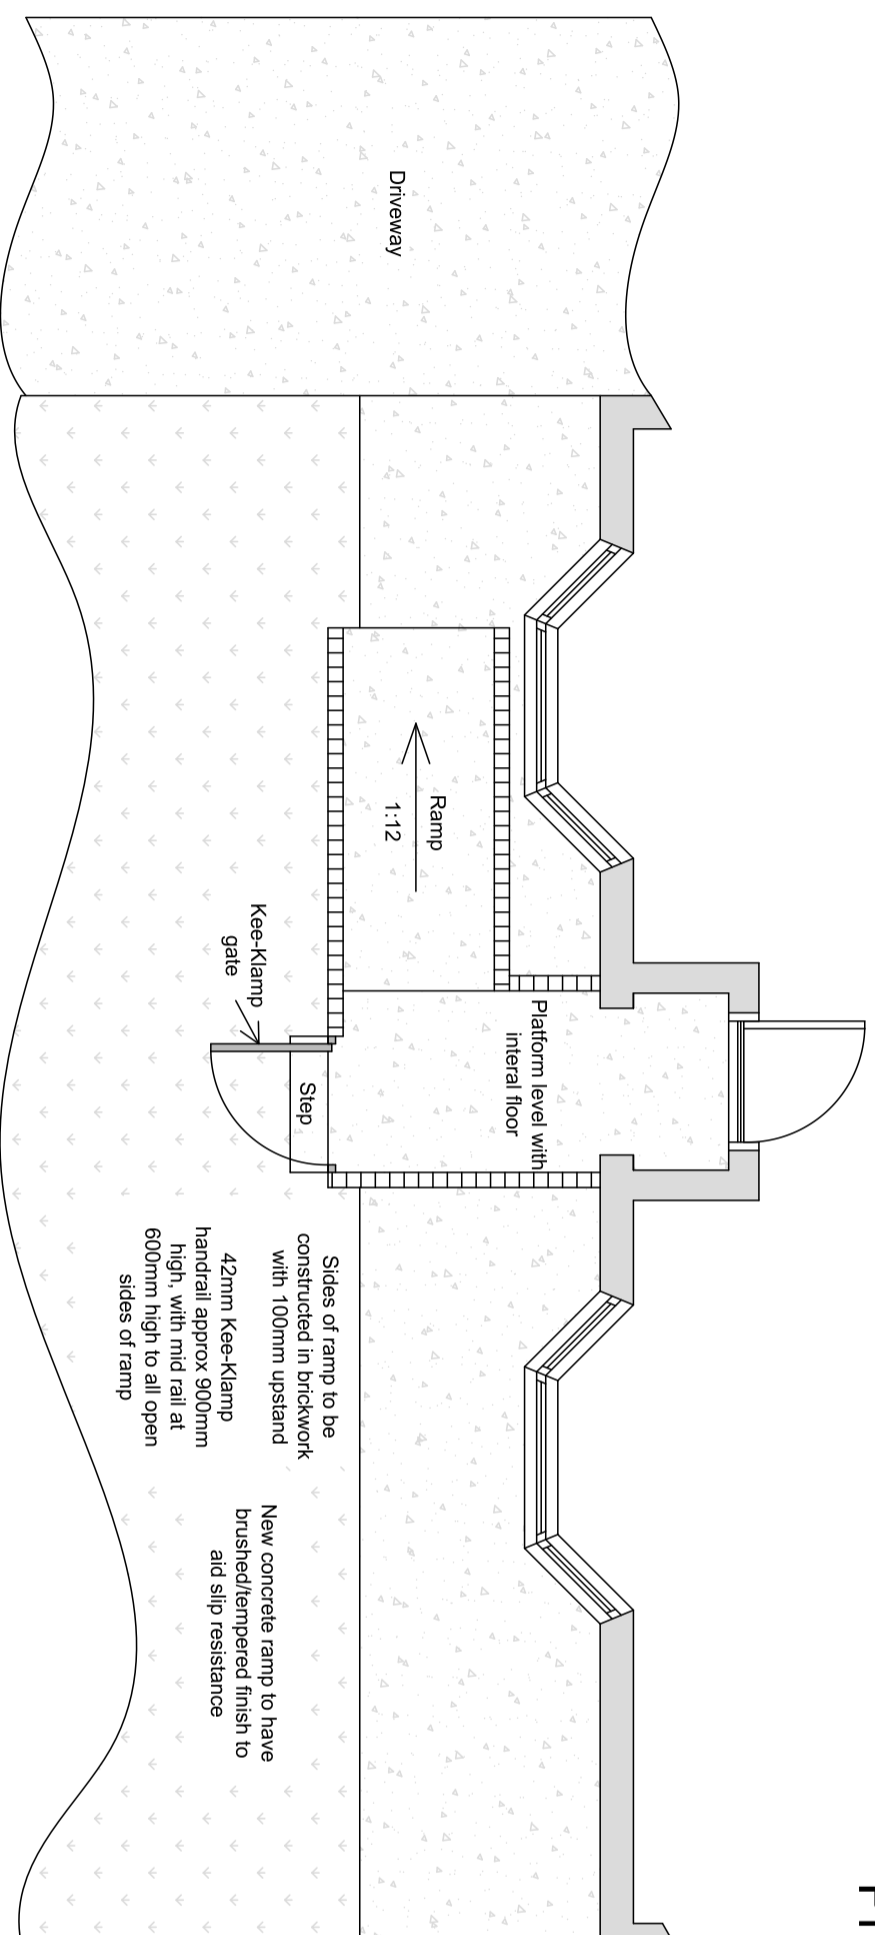 Driveway
Ramp
1:12
Kee-Klamp
gate
Platform level with
interal floor
Step
Sides of ramp to be
constructed in brickwork
with 100mm upstand
42mm Kee-Klamp
handrail approx 900mm
high, with mid rail at
600mm high to all open
sides of ramp
New concrete ramp to have
brushed/tempered finish to
aid slip resistance